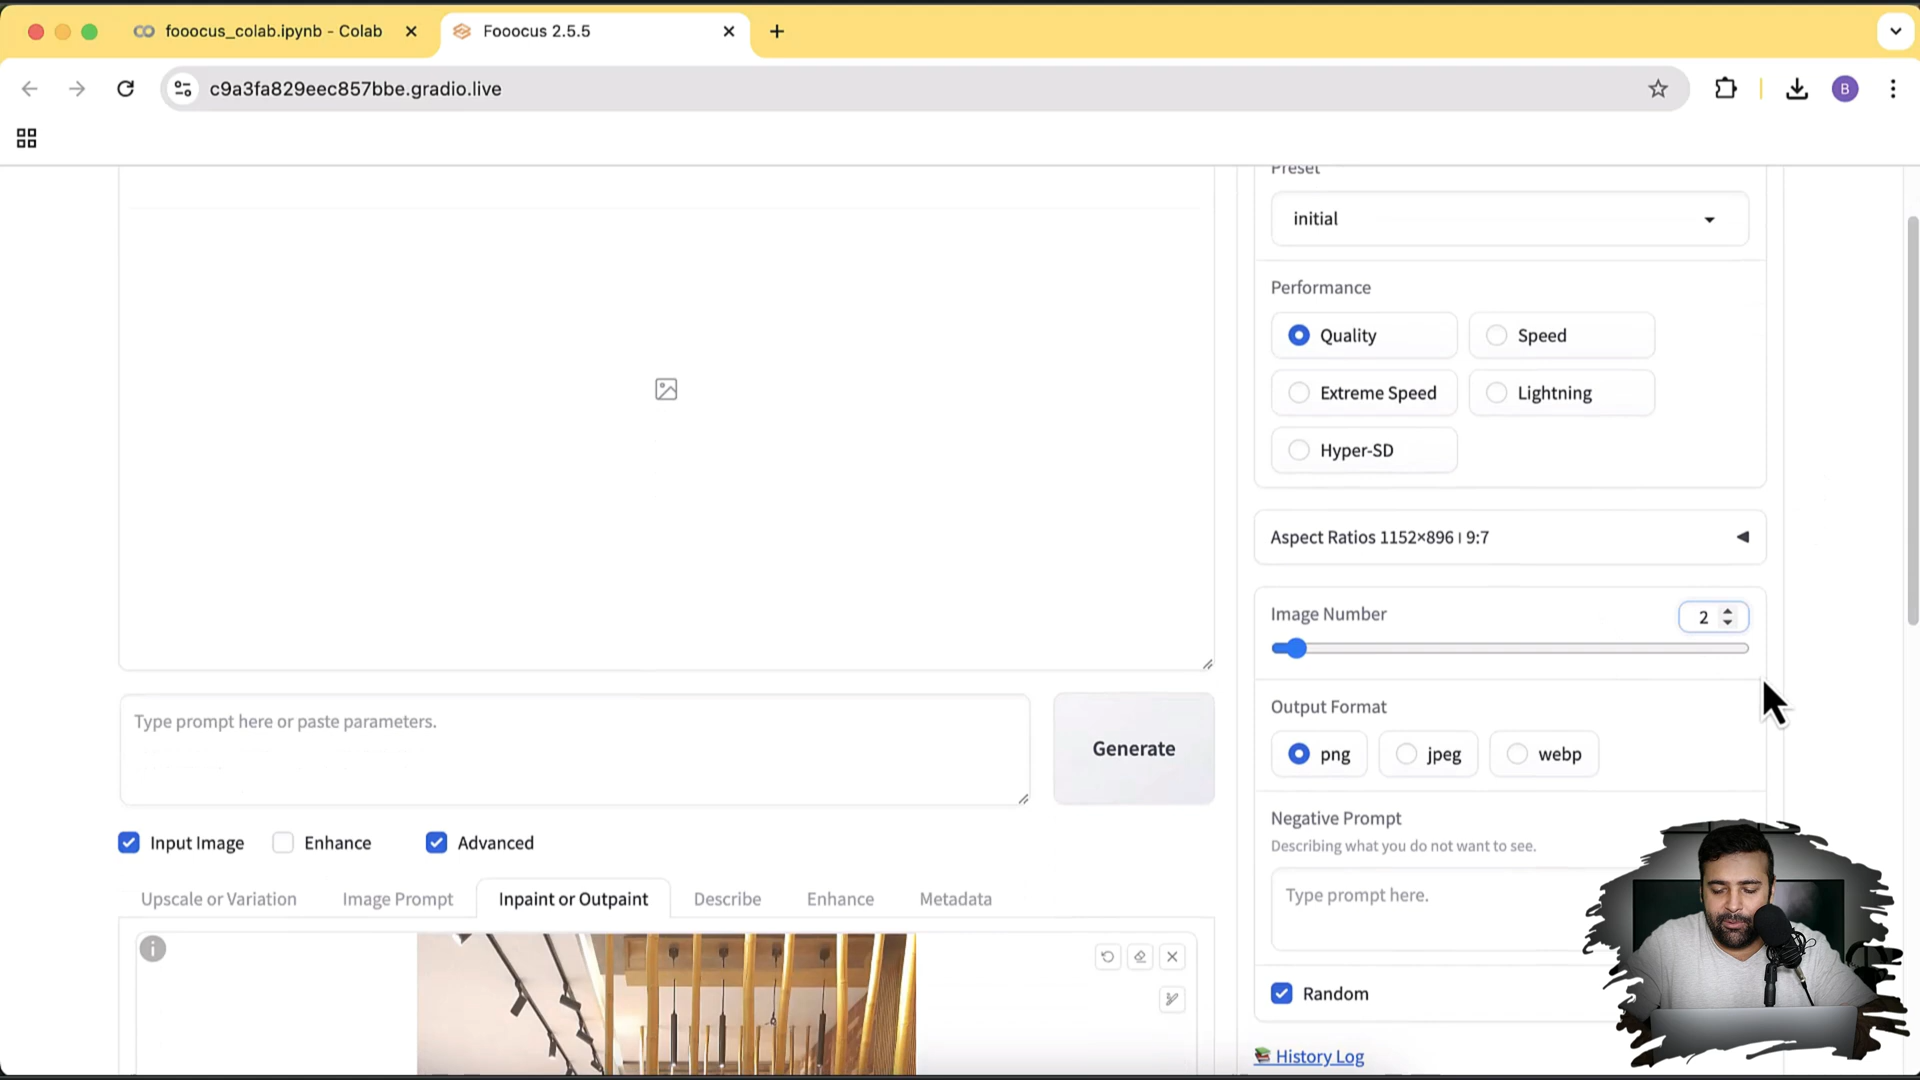 fooocus_colab.ipynb - Colab
Fooocus 2.5.5
c9a3fa829eec857bbe.gradio.live
B
Preset
initial
Performance
Quality
Speed
Extreme Speed
Lightning
Hyper-SD
Aspect Ratios 1152×896 | 9:7
Image Number
2
Output Format
png
jpeg
webp
Negative Prompt
Describing what you do not want to see.
Type prompt here.
Random
History Log
Type prompt here or paste parameters.
Generate
Input Image
Enhance
Advanced
Upscale or Variation
Image Prompt
Inpaint or Outpaint
Describe
Enhance
Metadata